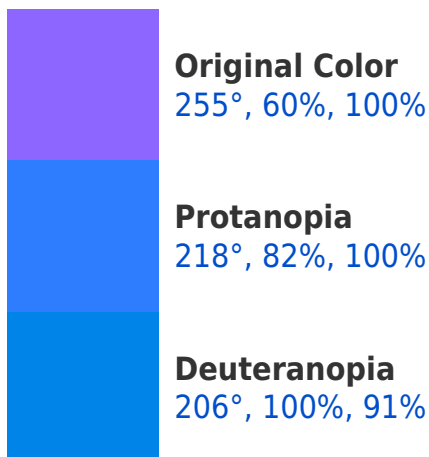 Original Color
255°, 60%, 100%
Protanopia
218°, 82%, 100%
Deuteranopia
206°, 100%, 91%